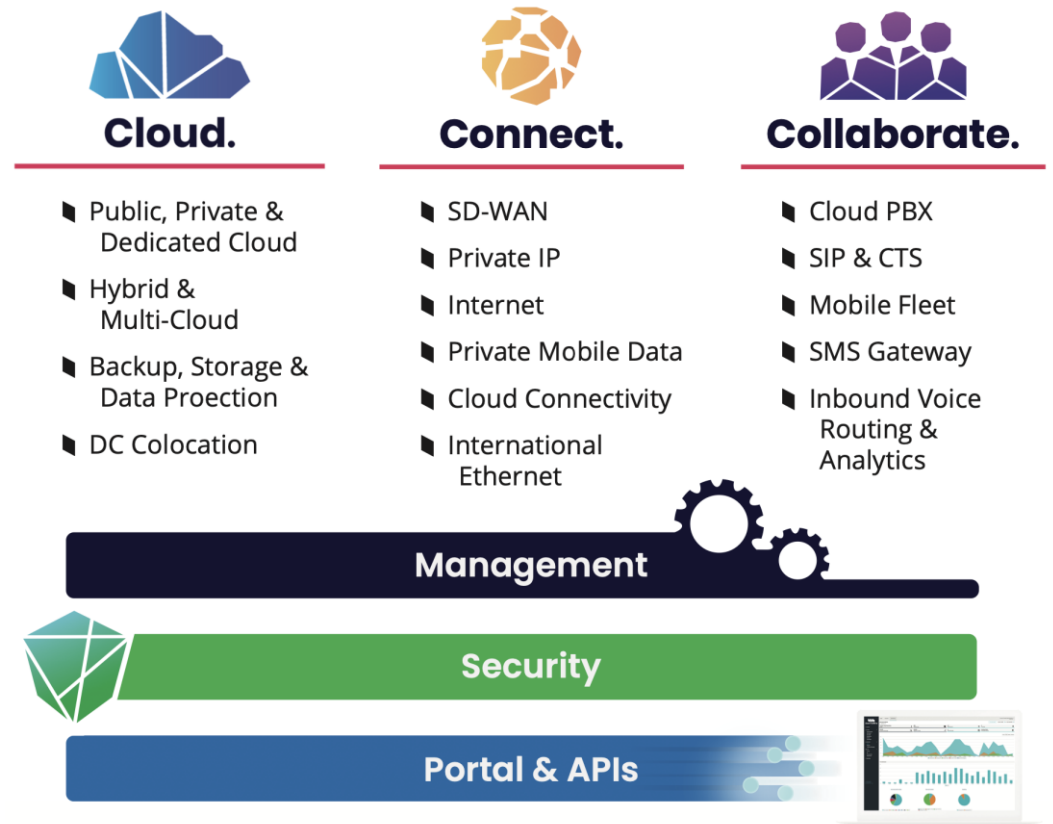 Cloud.
Public, Private &
Dedicated Cloud
Hybrid &
Multi-Cloud
Backup, Storage &
Data Proection
DC Colocation
Connect.
SD-WAN
Private IP
Internet
Private Mobile Data
Cloud Connectivity
International
Ethernet
Collaborate.
Cloud PBX
SIP & CTS
Mobile Fleet
SMS Gateway
Inbound Voice
Routing &
Analytics
Management
Security
Portal & APIs